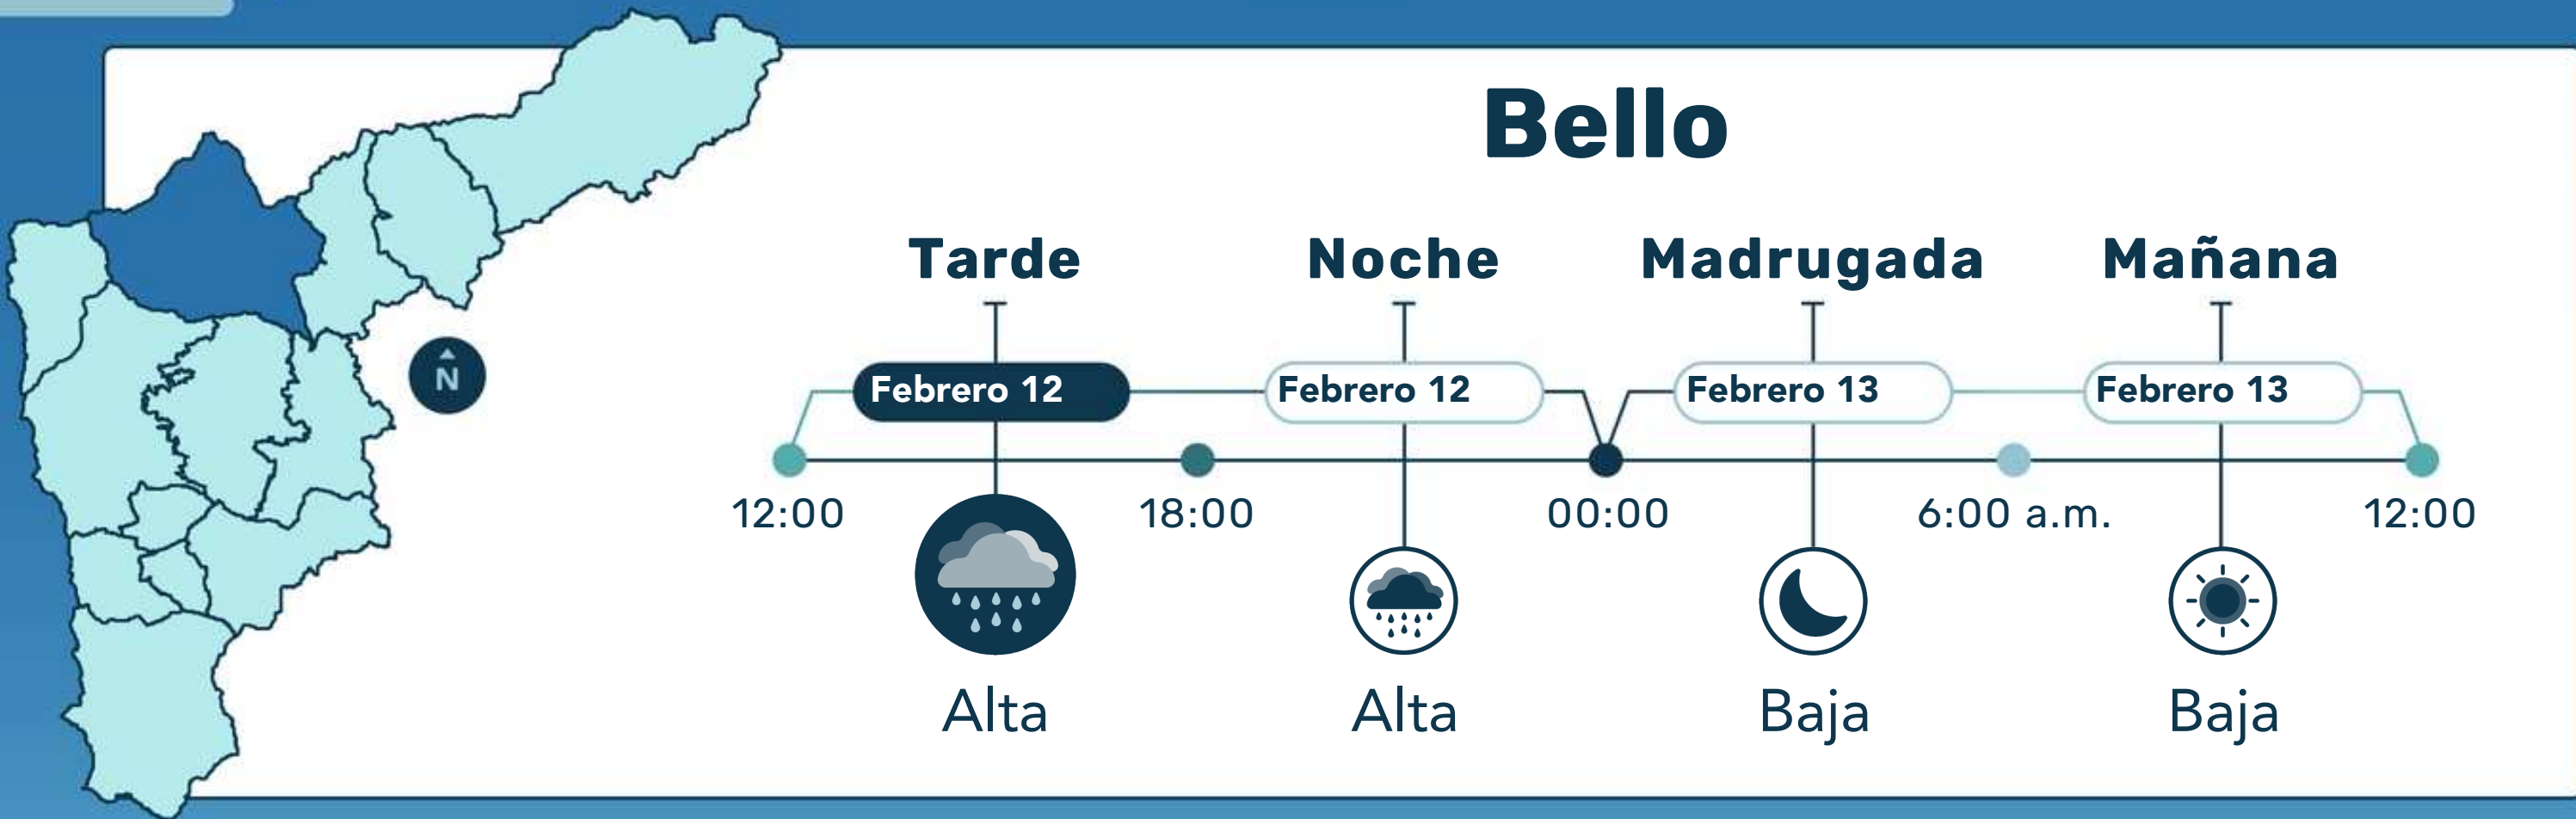 Bello
Tarde Noche Madrugada Mañana
Febrero 12 Febrero 12 Febrero 13 Febrero 13
N
12:00 18:00 00:00 6:00 a.m. 12:00
Alta Alta Baja Baja